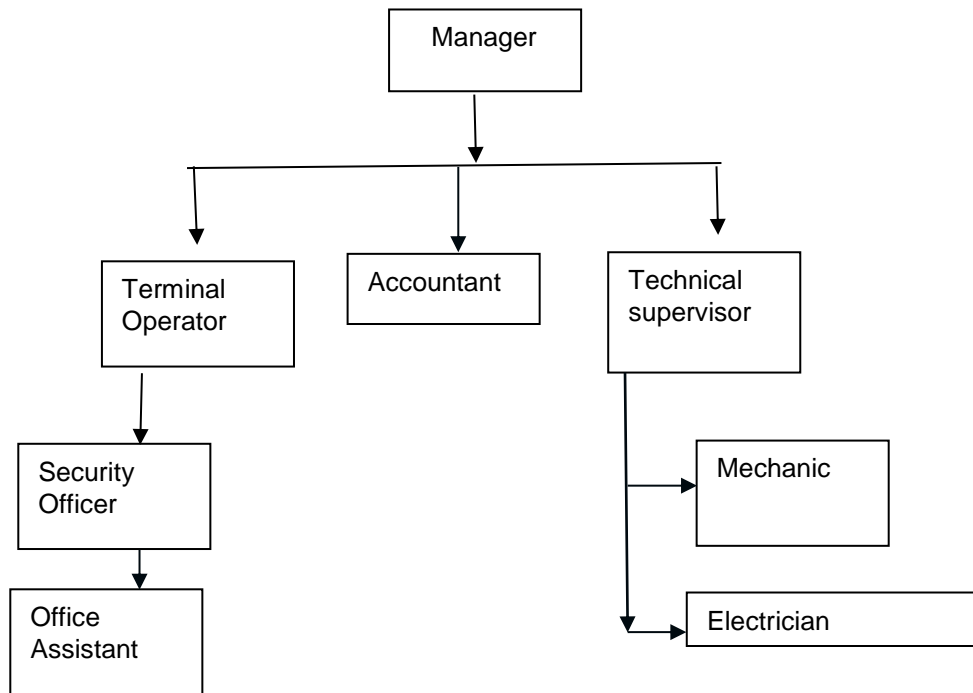 Manager
Terminal
Operator
Accountant
Technical
supervisor
Security
Officer
Mechanic
Office
Assistant
Electrician